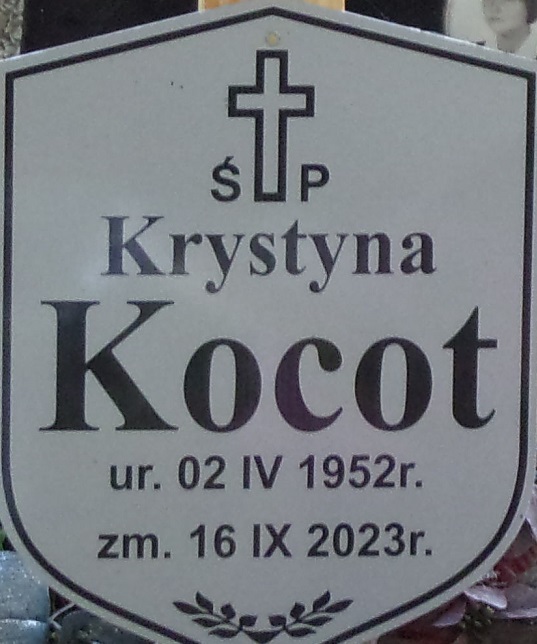 Ś P
Krystyna
Kocot
ur. 02 IV 1952r.
zm. 16 IX 2023r.